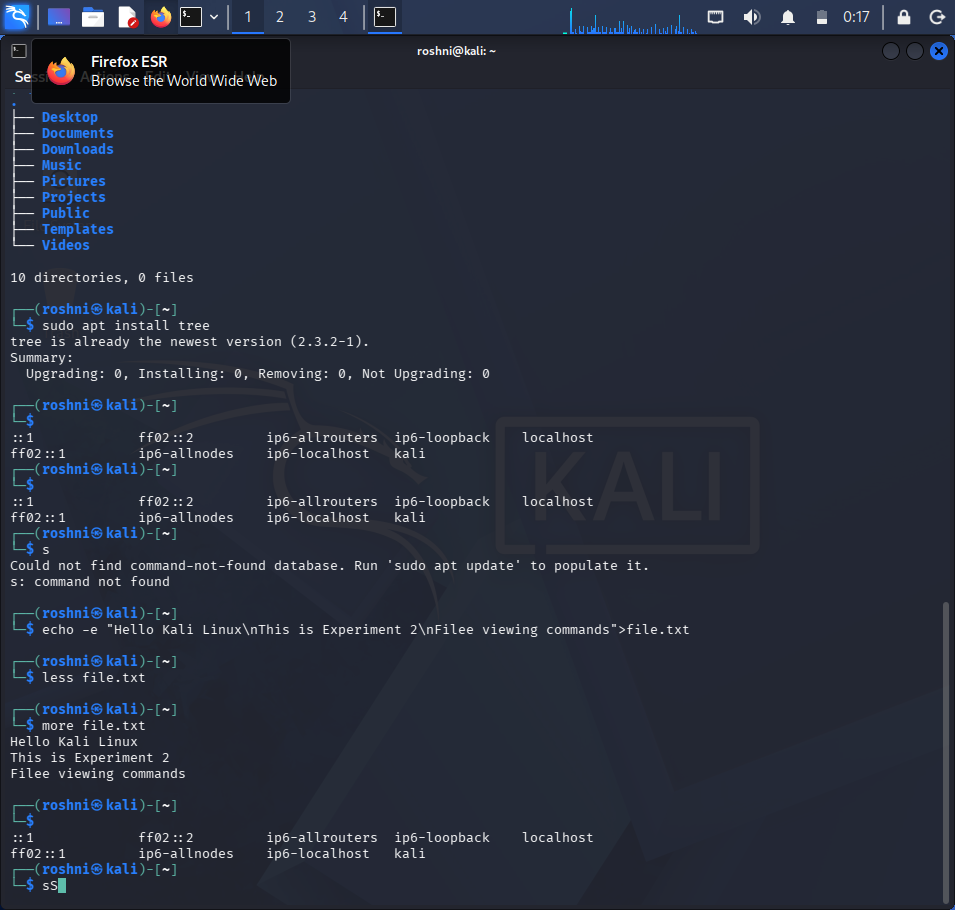 1 2 3 4 0:17
roshni@kali: ~
Firefox ESR
Browse the World Wide Web
.
├── Desktop
├── Documents
├── Downloads
├── Music
├── Pictures
├── Projects
├── Public
├── Templates
└── Videos
10 directories, 0 files
┌──(roshni㉿kali)-[~]
└─$ sudo apt install tree
tree is already the newest version (2.3.2-1).
Summary:
  Upgrading: 0, Installing: 0, Removing: 0, Not Upgrading: 0
┌──(roshni㉿kali)-[~]
└─$
::1             ff02::2         ip6-allrouters  ip6-loopback    localhost
ff02::1         ip6-allnodes    ip6-localhost   kali
┌──(roshni㉿kali)-[~]
└─$
::1             ff02::2         ip6-allrouters  ip6-loopback    localhost
ff02::1         ip6-allnodes    ip6-localhost   kali
┌──(roshni㉿kali)-[~]
└─$ s
Could not find command-not-found database. Run 'sudo apt update' to populate it.
s: command not found
┌──(roshni㉿kali)-[~]
└─$ echo -e "Hello Kali Linux\nThis is Experiment 2\nFilee viewing commands">file.txt
┌──(roshni㉿kali)-[~]
└─$ less file.txt
┌──(roshni㉿kali)-[~]
└─$ more file.txt
Hello Kali Linux
This is Experiment 2
Filee viewing commands
┌──(roshni㉿kali)-[~]
└─$
::1             ff02::2         ip6-allrouters  ip6-loopback    localhost
ff02::1         ip6-allnodes    ip6-localhost   kali
┌──(roshni㉿kali)-[~]
└─$ sS
KALI